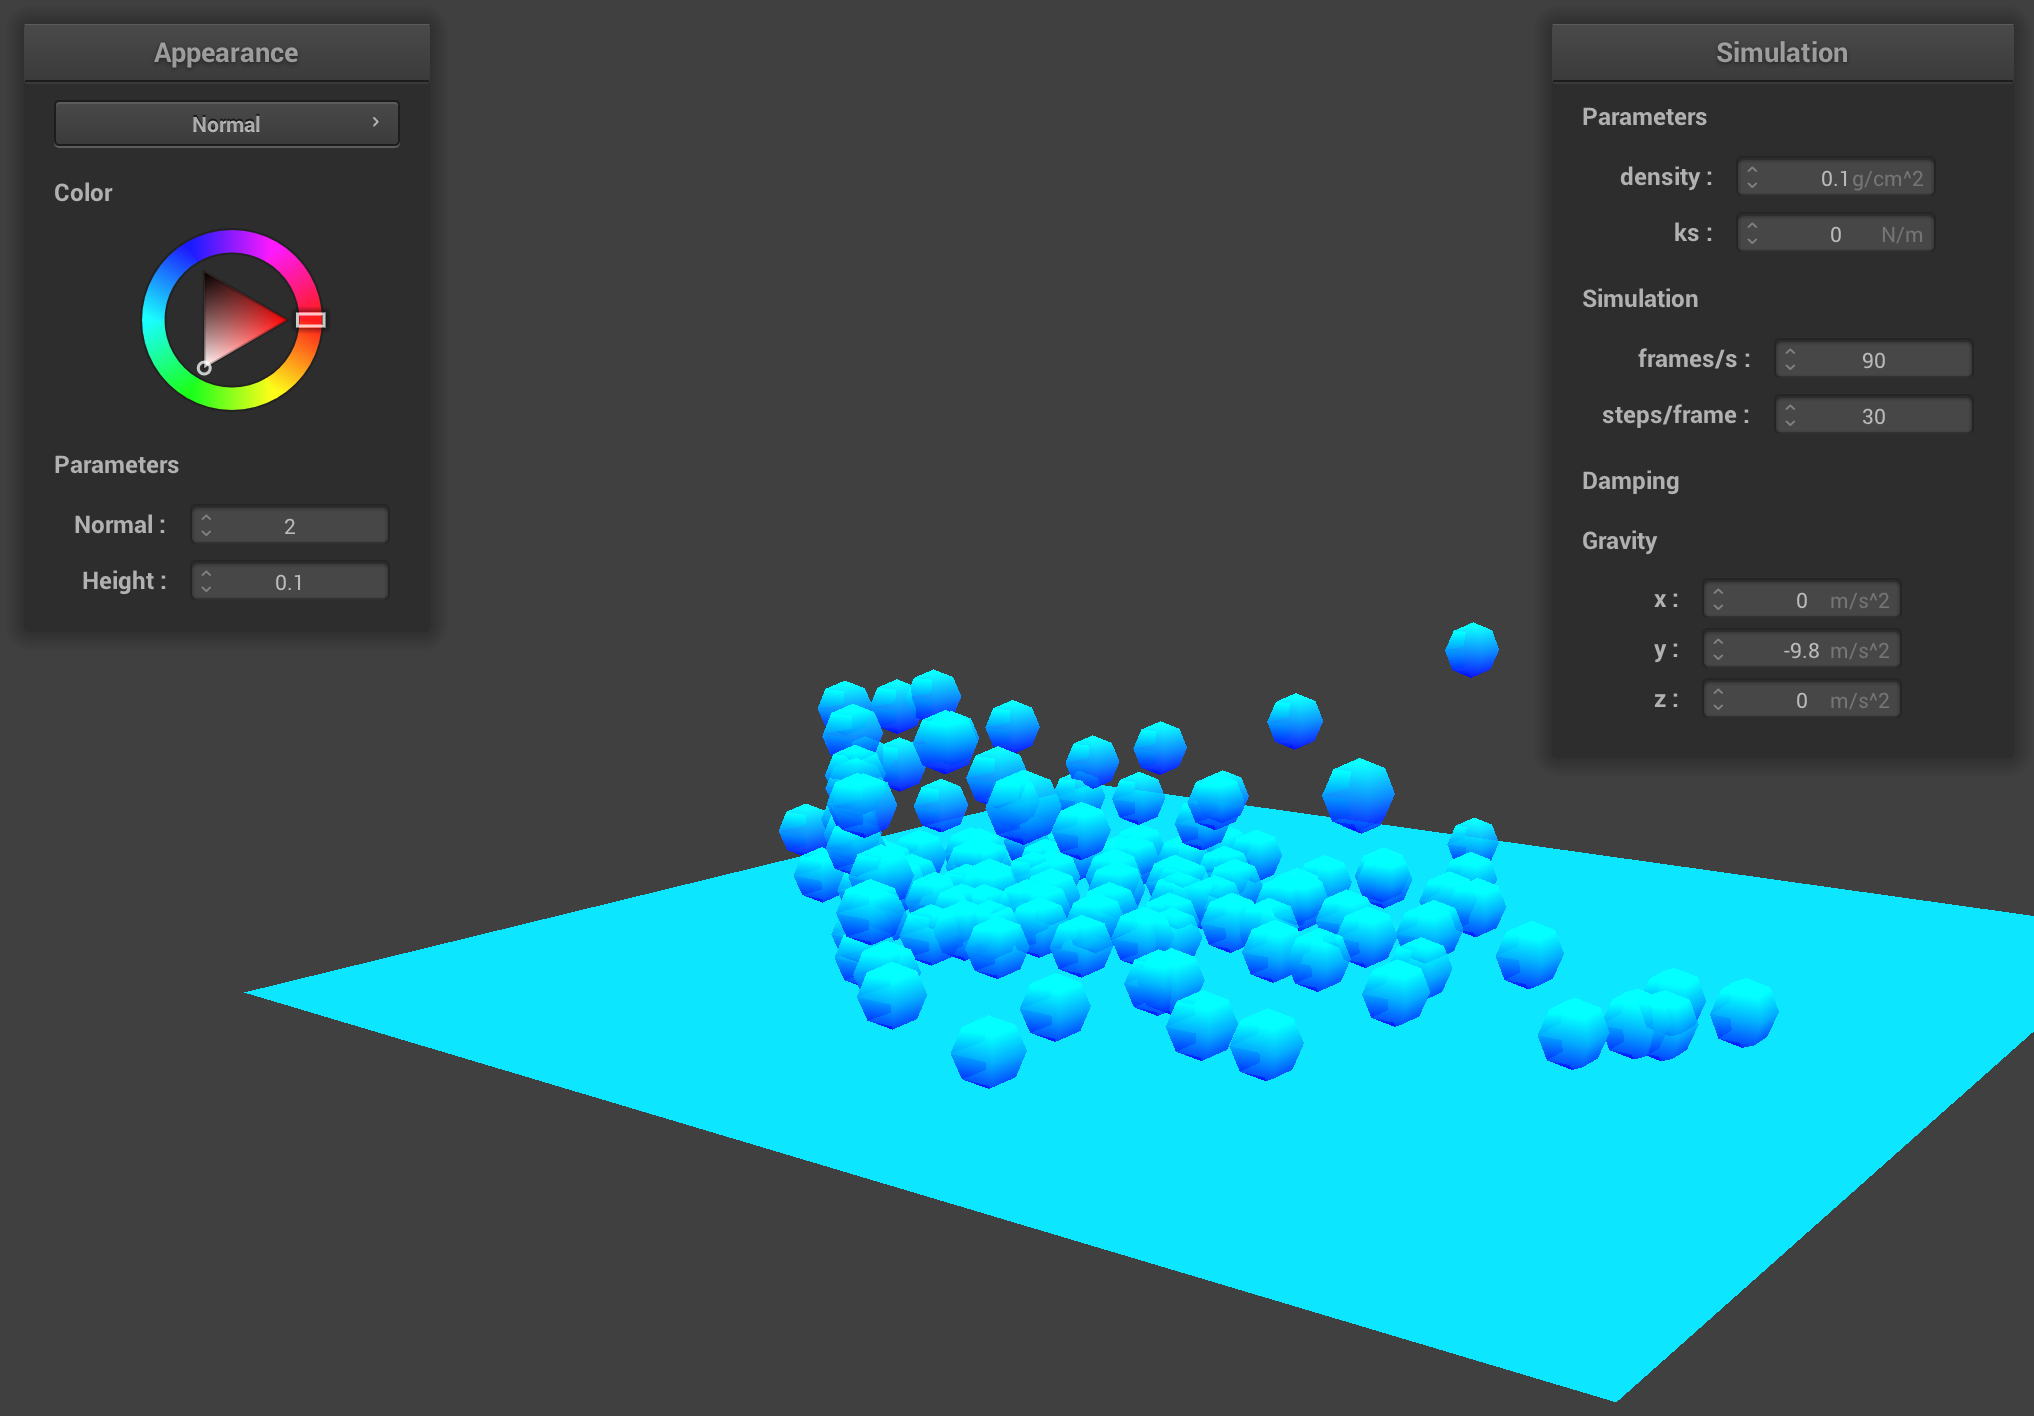 Appearance
Normal
Color
Parameters
Normal : 2
Height : 0.1
Simulation
Parameters
density : 0.1 g/cm^2
ks : 0 N/m
Simulation
frames/s : 90
steps/frame : 30
Damping
Gravity
x : 0 m/s^2
y : -9.8 m/s^2
z : 0 m/s^2